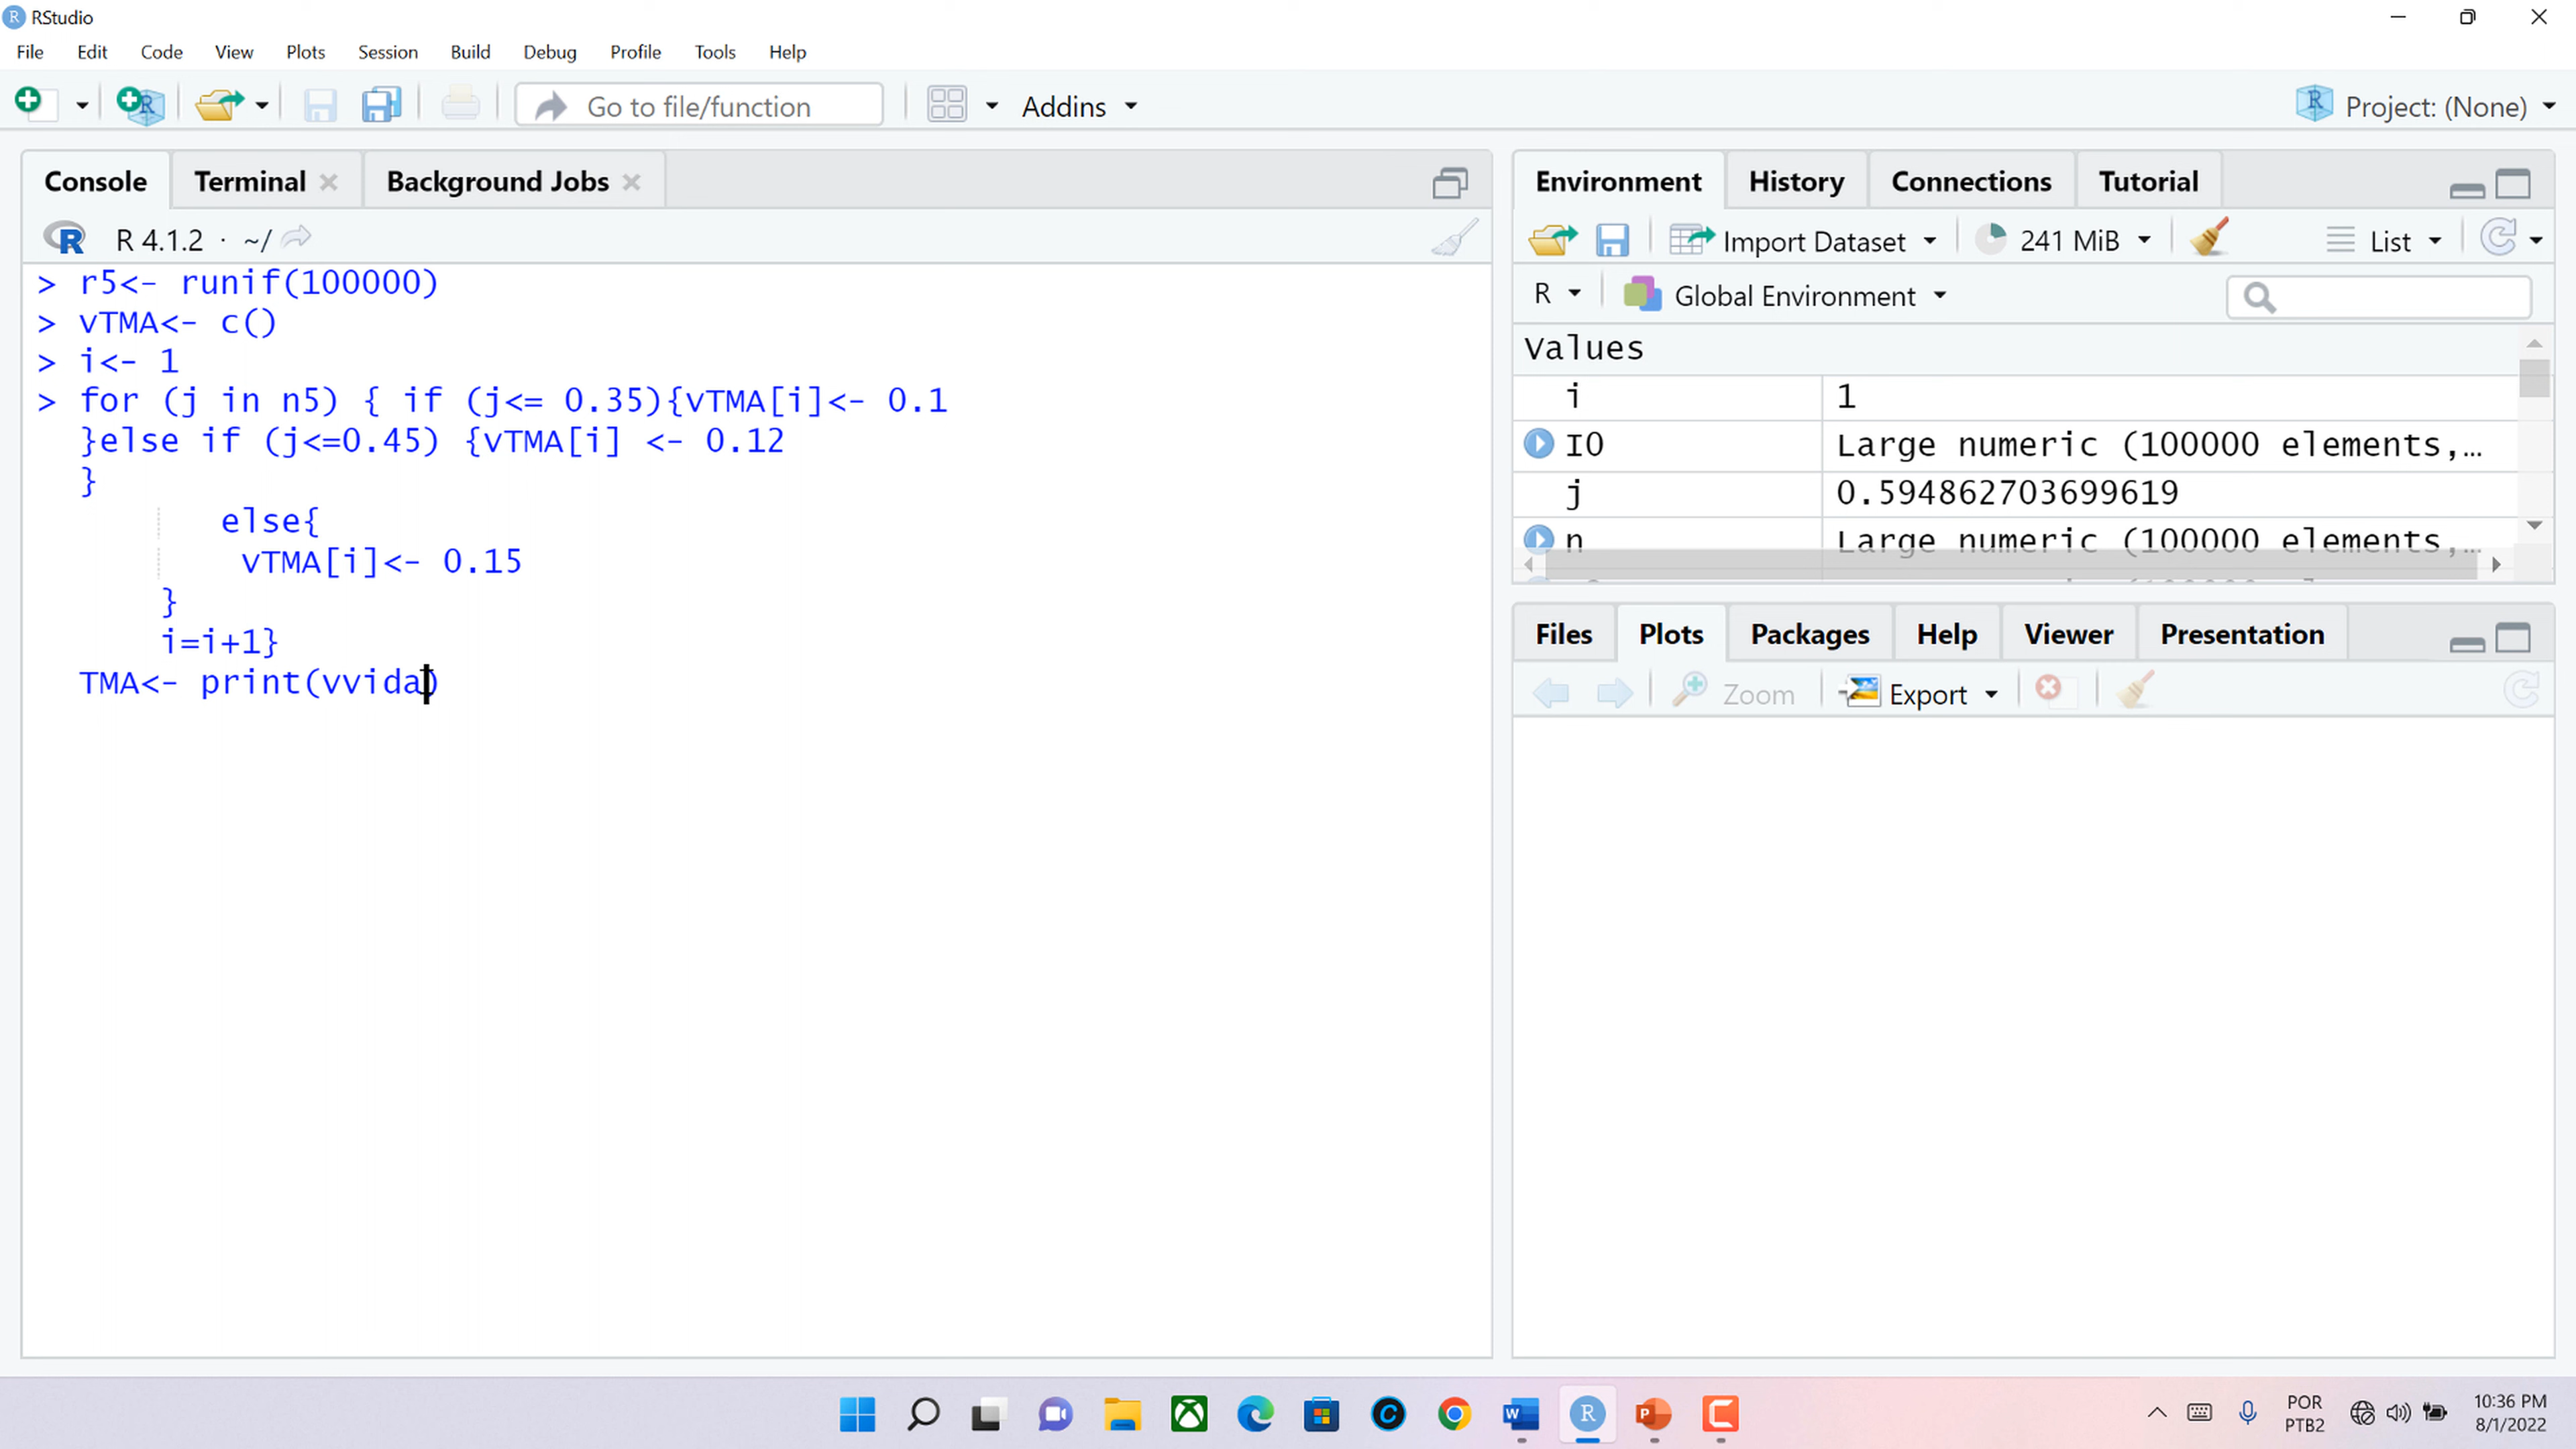 RStudio
File Edit Code View Plots Session Build Debug Profile Tools Help
Go to file/function Addins Project: (None)
Console Terminal Background Jobs
R 4.1.2 · ~/
> r5<- runif(100000)
> vTMA<- c()
> i<- 1
> for (j in n5) { if (j<= 0.35){vTMA[i]<- 0.1
}else if (j<=0.45) {vTMA[i] <- 0.12
}
else{
vTMA[i]<- 0.15
}
i=i+1}
TMA<- print(vvida)
Environment History Connections Tutorial
Import Dataset 241 MiB List
R Global Environment
Values
i 1
I0 Large numeric (100000 elements,…
j 0.594862703699619
n Large numeric (100000 elements,…
Files Plots Packages Help Viewer Presentation
Zoom Export
POR
PTB2
10:36 PM
8/1/2022